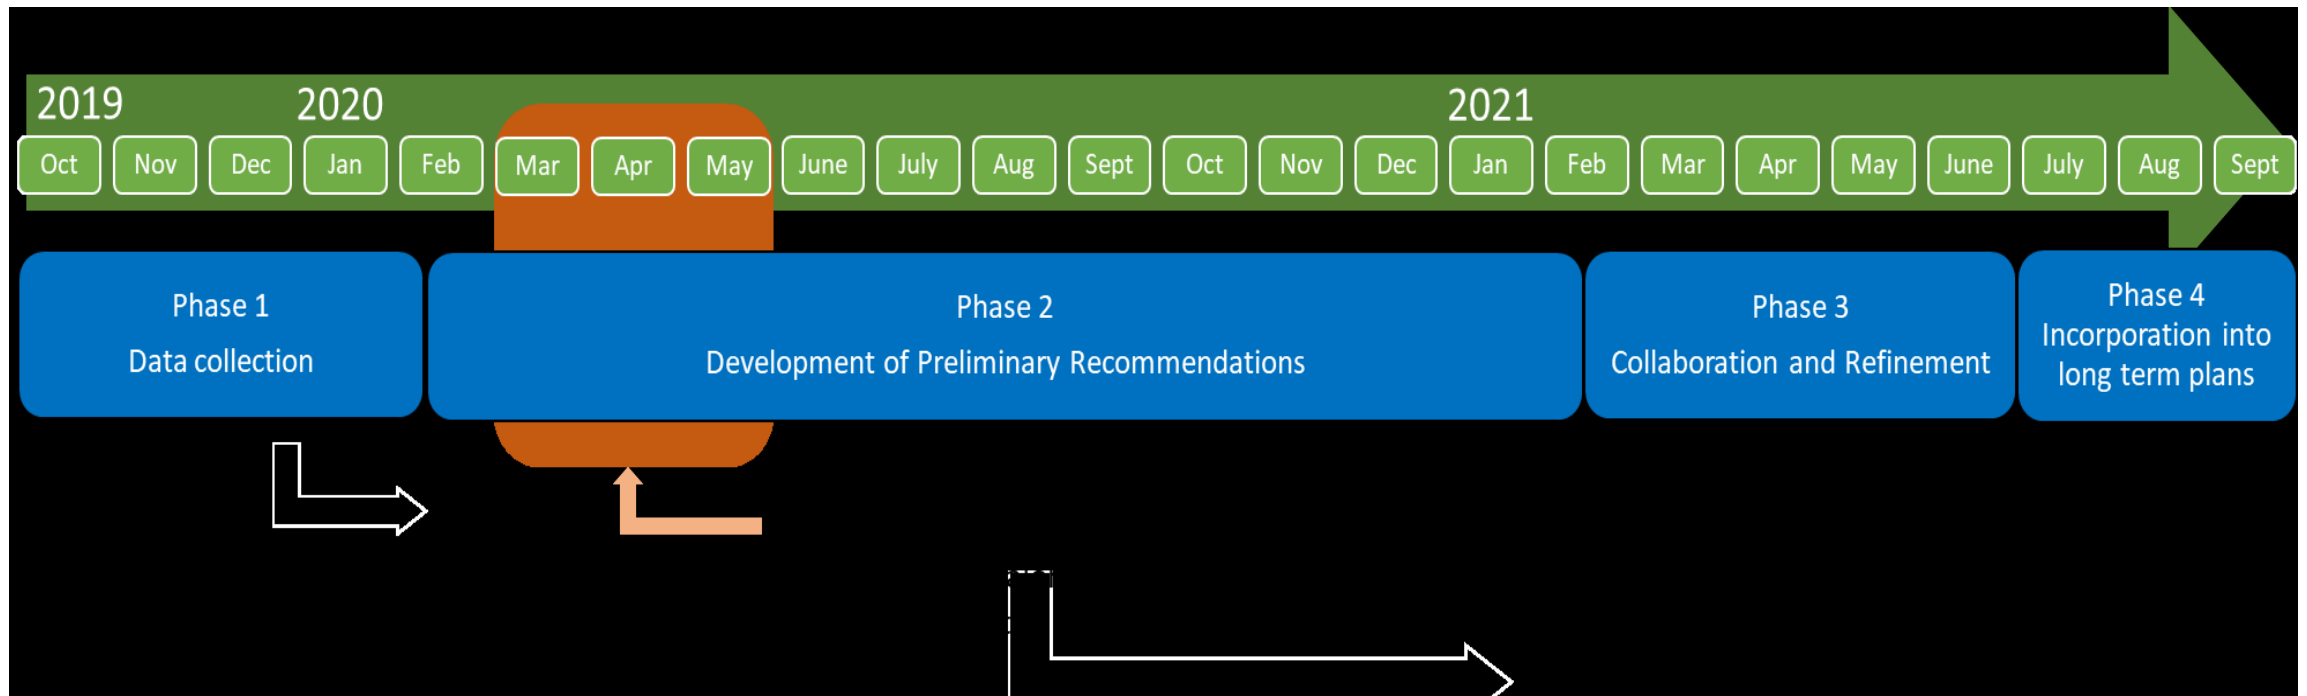 2019 2020 2021
Oct Nov Dec Jan Feb Mar Apr May June July Aug Sept Oct Nov Dec Jan Feb Mar Apr May June July Aug Sept
Phase 1
Data collection
Phase 2
Development of Preliminary Recommendations
Phase 3
Collaboration and Refinement
Phase 4
Incorporation into
long term plans